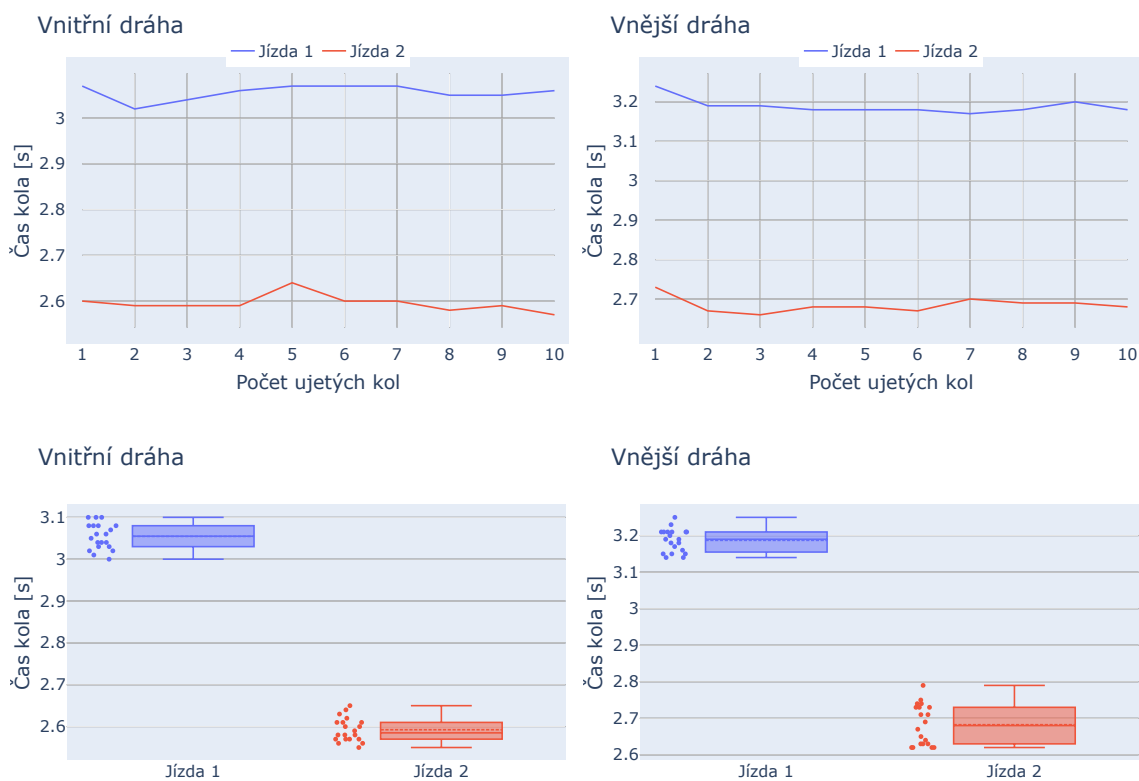 Vnitřní dráha
Jízda 1 Jízda 2
3
2.9
2.8
2.7
2.6
Čas kola [s]
1 2 3 4 5 6 7 8 9 10
Počet ujetých kol
Vnější dráha
Jízda 1 Jízda 2
3.2
3.1
3
2.9
2.8
2.7
Čas kola [s]
1 2 3 4 5 6 7 8 9 10
Počet ujetých kol
Vnitřní dráha
3.1
3
2.9
2.8
2.7
2.6
Čas kola [s]
Jízda 1 Jízda 2
Vnější dráha
3.2
3.1
3
2.9
2.8
2.7
2.6
Čas kola [s]
Jízda 1 Jízda 2